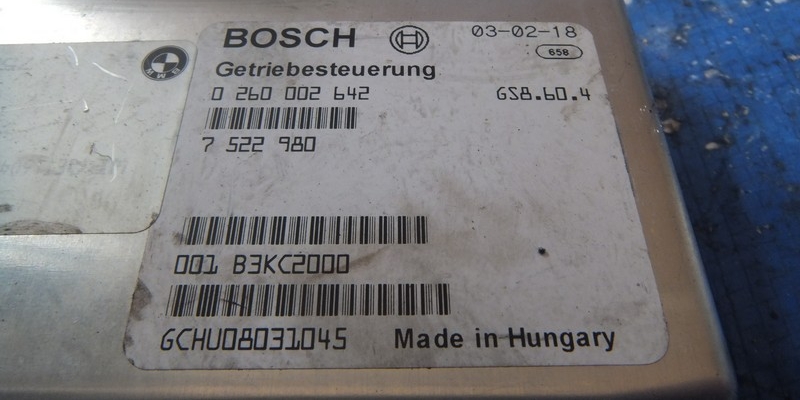 BOSCH
03-02-18
658
BMW
Getriebesteuerung
0 260 002 642
GS8.60.4
7 522 980
001 B3KC2000
GCHU08031045
Made in Hungary